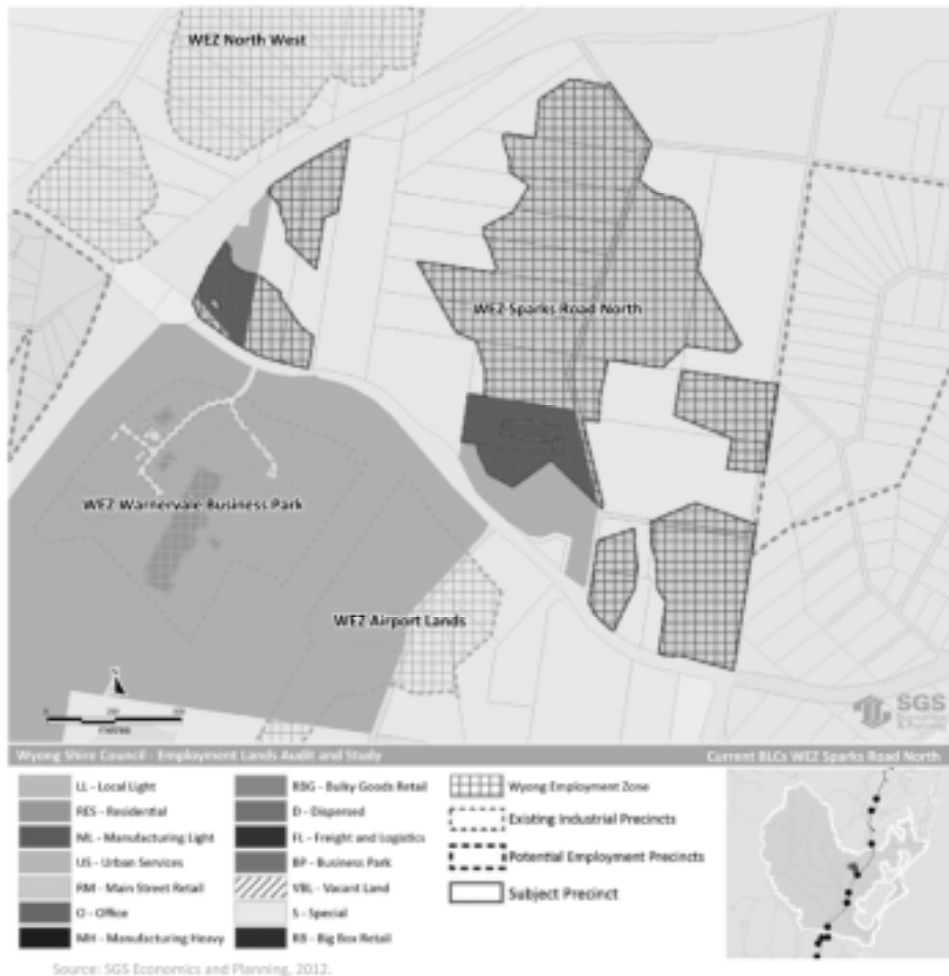 WEZ North West
WEZ Sparks Road North
WEZ Warnervale Business Park
WEZ Airport Lands
N
0
metres
SGS
Economics
& Planning
Wyong Shire Council - Employment Lands Audit and Study
Current BLCs WEZ Sparks Road North
LL - Local Light
RES - Residential
ML - Manufacturing Light
US - Urban Services
RM - Main Street Retail
O - Office
MH - Manufacturing Heavy
RBG - Bulky Goods Retail
D - Dispersed
FL - Freight and Logistics
BP - Business Park
VBL - Vacant Land
S - Special
RB - Big Box Retail
Wyong Employment Zone
Existing Industrial Precincts
Potential Employment Precincts
Subject Precinct
Source: SGS Economics and Planning, 2012.